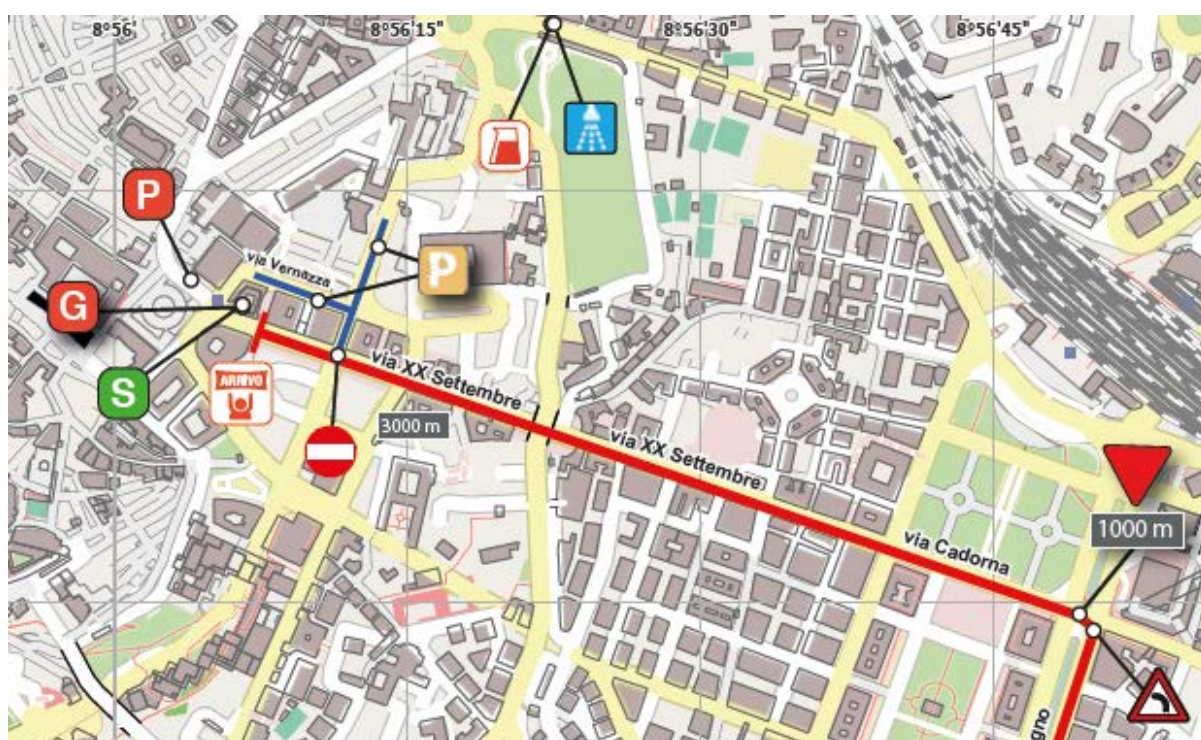 8°56'
8°56'15"
8°56'30"
8°56'45"
P
via Vernazza
P
G
ARRIVO
S
via XX Settembre
3000 m
via XX Settembre
1000 m
via Cadorna
gno